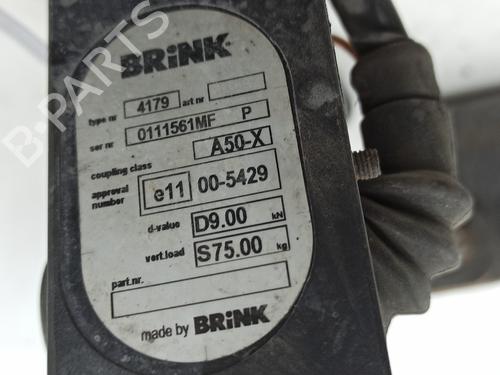 BRINK
type nr 4179 art nr
ser nr 0111561MF P
coupling class A50-X
approval number e11 00-5429
d-value D9.00 kN
vert.load S75.00 kg
part.nr.
made by BRINK
B-PARTS